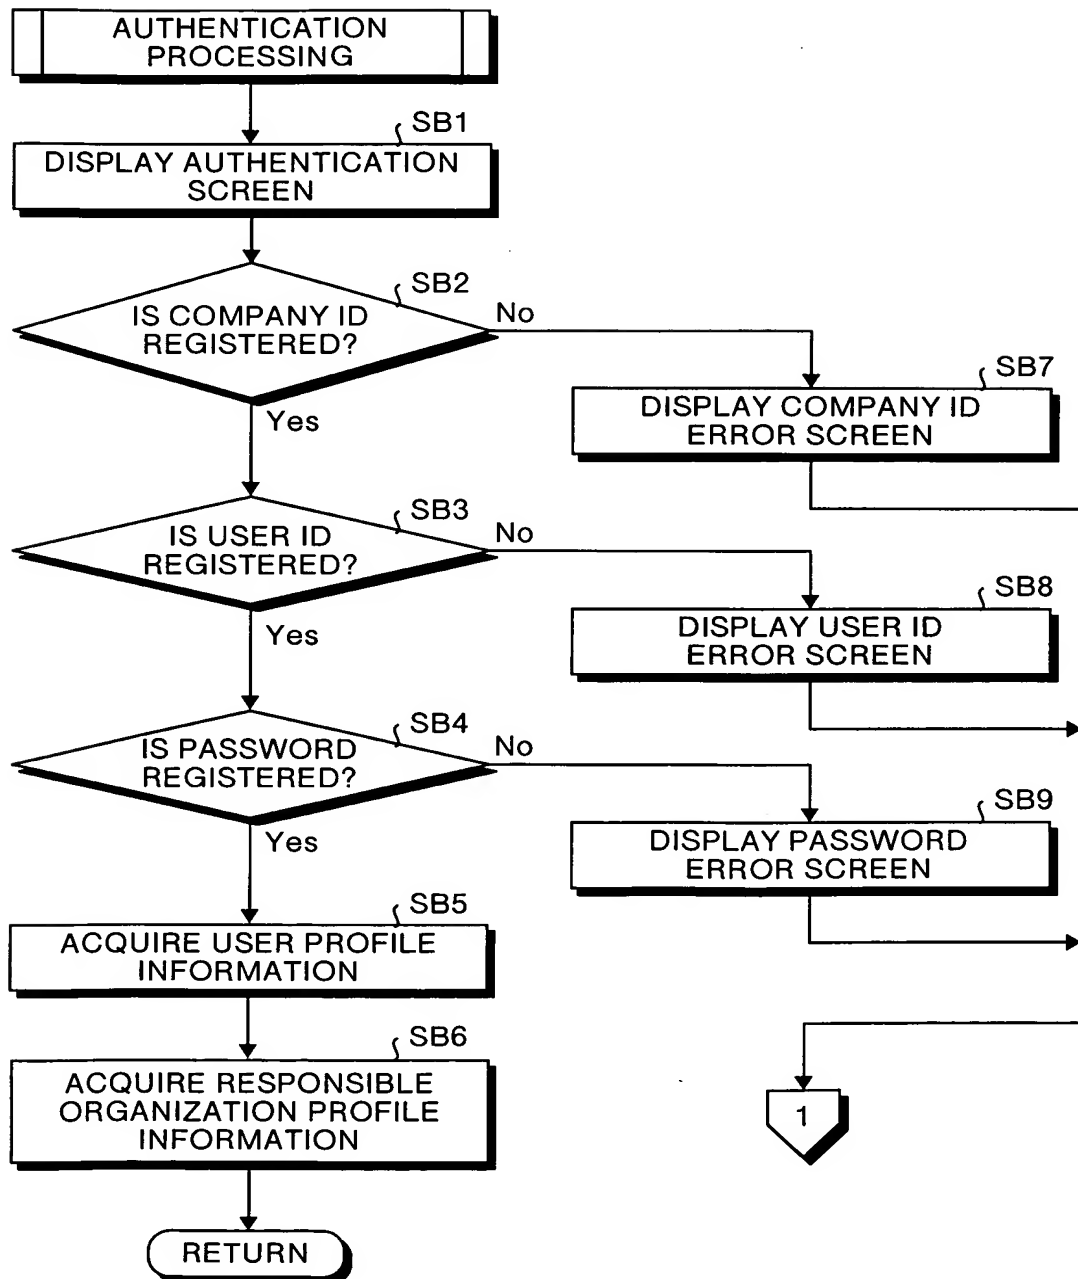 AUTHENTICATION
PROCESSING
SB1
DISPLAY AUTHENTICATION
SCREEN
SB2
IS COMPANY ID
REGISTERED?
No
Yes
SB7
DISPLAY COMPANY ID
ERROR SCREEN
SB3
IS USER ID
REGISTERED?
No
Yes
SB8
DISPLAY USER ID
ERROR SCREEN
SB4
IS PASSWORD
REGISTERED?
No
Yes
SB9
DISPLAY PASSWORD
ERROR SCREEN
SB5
ACQUIRE USER PROFILE
INFORMATION
SB6
ACQUIRE RESPONSIBLE
ORGANIZATION PROFILE
INFORMATION
1
RETURN